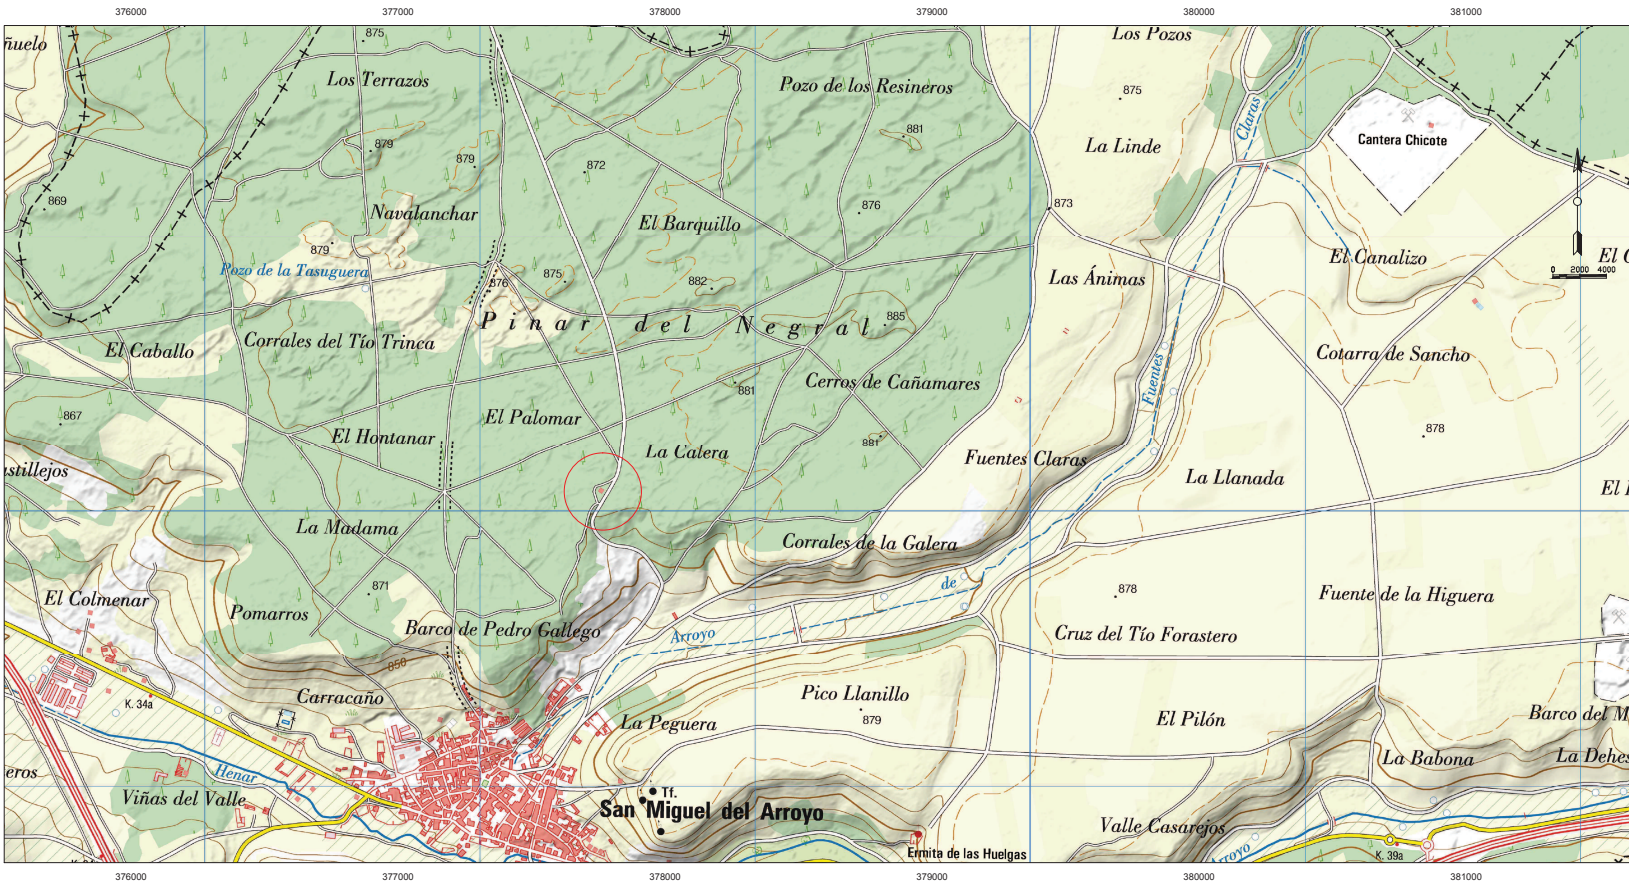 376000 377000 378000 379000 380000 381000
ñuelo
875
Los Terrazos
Pozo de los Resineros
Los Pozos
875
881
Claras
Cantera Chicote
La Linde
879
879
872
869
Navalanchar
El Barquillo
876
873
879
Pozo de la Tasuguera
876
875
882
Las Ánimas
El Canalizo
0 2000 4000
Pinar del Negral
885
El Caballo
Corrales del Tío Trinca
Cotarra de Sancho
Fuentes
881
Cerros de Cañamares
867
El Palomar
El Hontanar
881
La Calera
878
stillejos
Fuentes Claras
La Llanada
La Madama
Corrales de la Galera
871
de
878
El Colmenar
Pomarros
Fuente de la Higuera
Barco de Pedro Gallego
Arroyo
Cruz del Tío Forastero
850
Carracaño
K. 34a
Pico Llanillo
879
La Peguera
El Pilón
Barco del M
La Babona
La Dehes
eros
Henar
Viñas del Valle
Tf.
San Miguel del Arroyo
Valle Casarejos
Ermita de las Huelgas
Arroyo
K. 39a
376000 377000 378000 379000 380000 381000